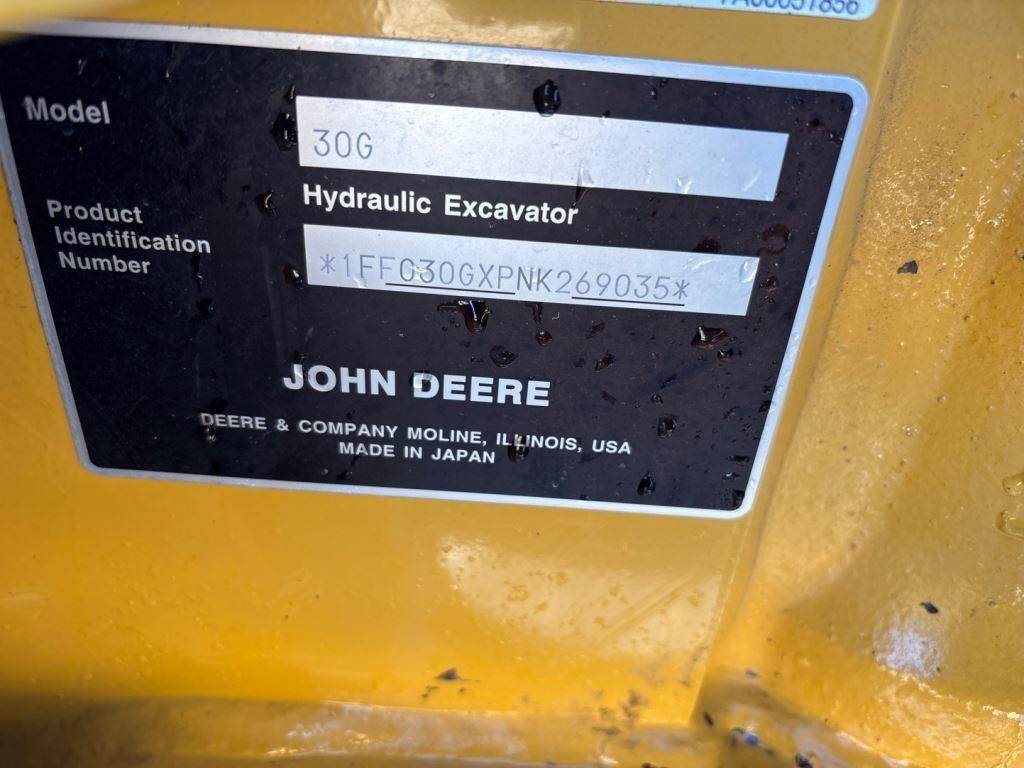 Model
30G
Hydraulic Excavator
Product
Identification
Number
*1FF030GXPNK269035*
JOHN DEERE
DEERE & COMPANY MOLINE, ILLINOIS, USA
MADE IN JAPAN